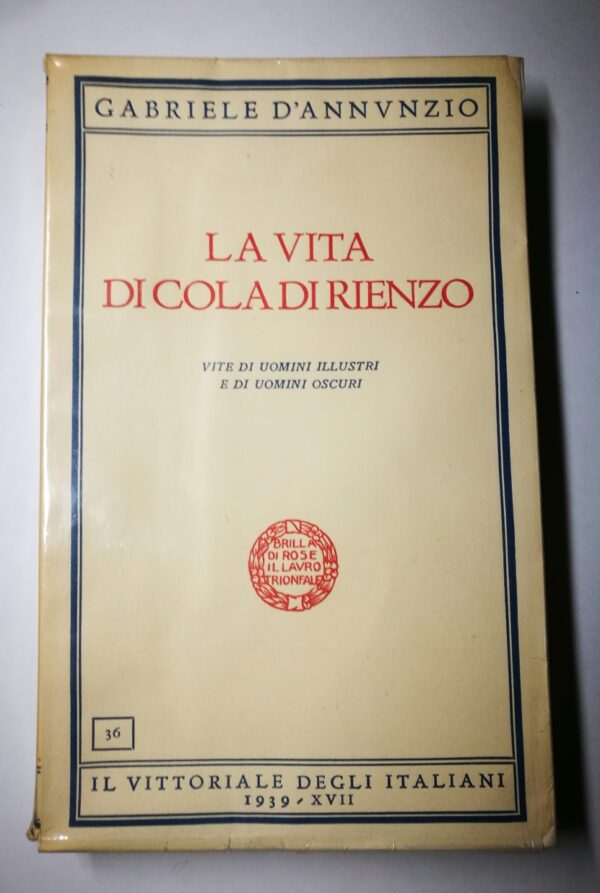 GABRIELE D'ANNVNZIO
LA VITA
DI COLA DI RIENZO
VITE DI UOMINI ILLUSTRI
E DI UOMINI OSCURI
BRILLA
DI ROSE
IL LAVRO
TRIONFALE
36
IL VITTORIALE DEGLI ITALIANI
1939 - XVII